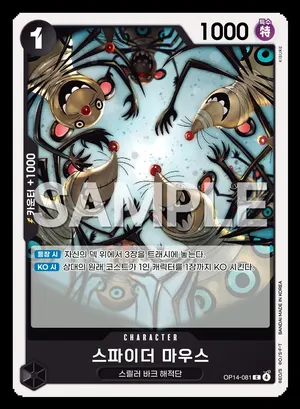 1
1000
특수
特
카운터 +1000
SAMPLE
등장 시 자신의 덱 위에서 3장을 트래시에 놓는다.
KO 시 상대의 원래 코스트가 1인 캐릭터를 1장까지 KO 시킨다.
CHARACTER
스파이더 마우스
스릴러 바크 해적단
OP14-081 C
BANDAI MADE IN KOREA